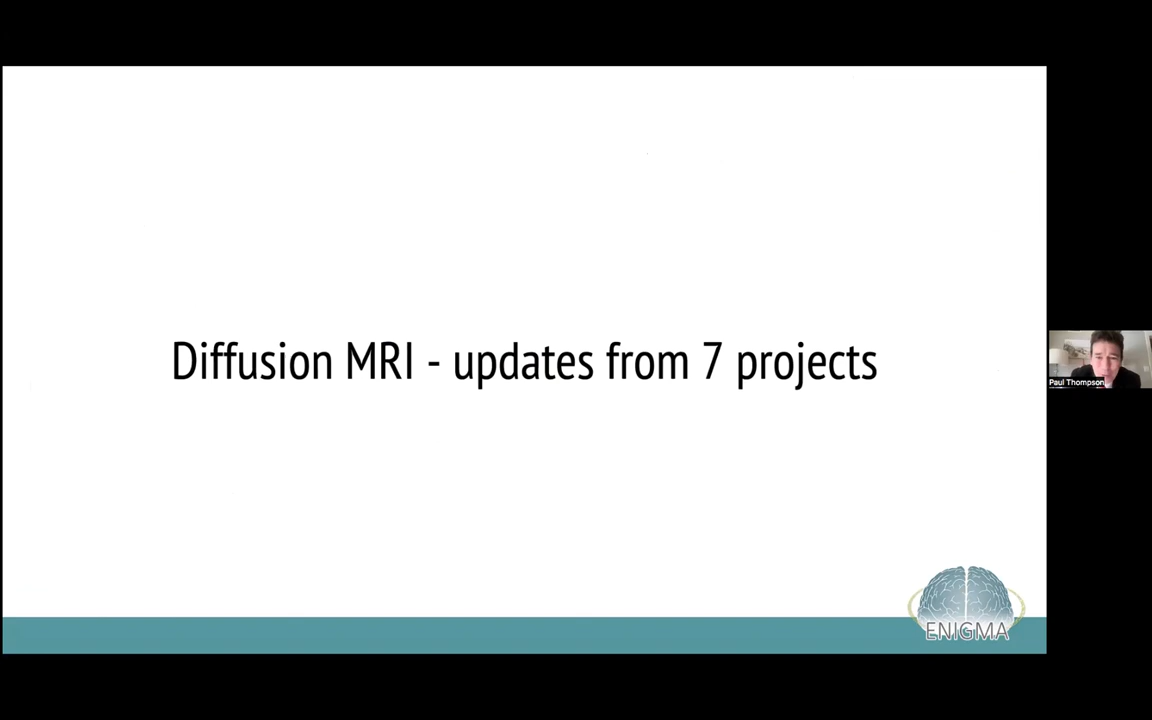 Diffusion MRI - updates from 7 projects
Paul Thompson
ENIGMA